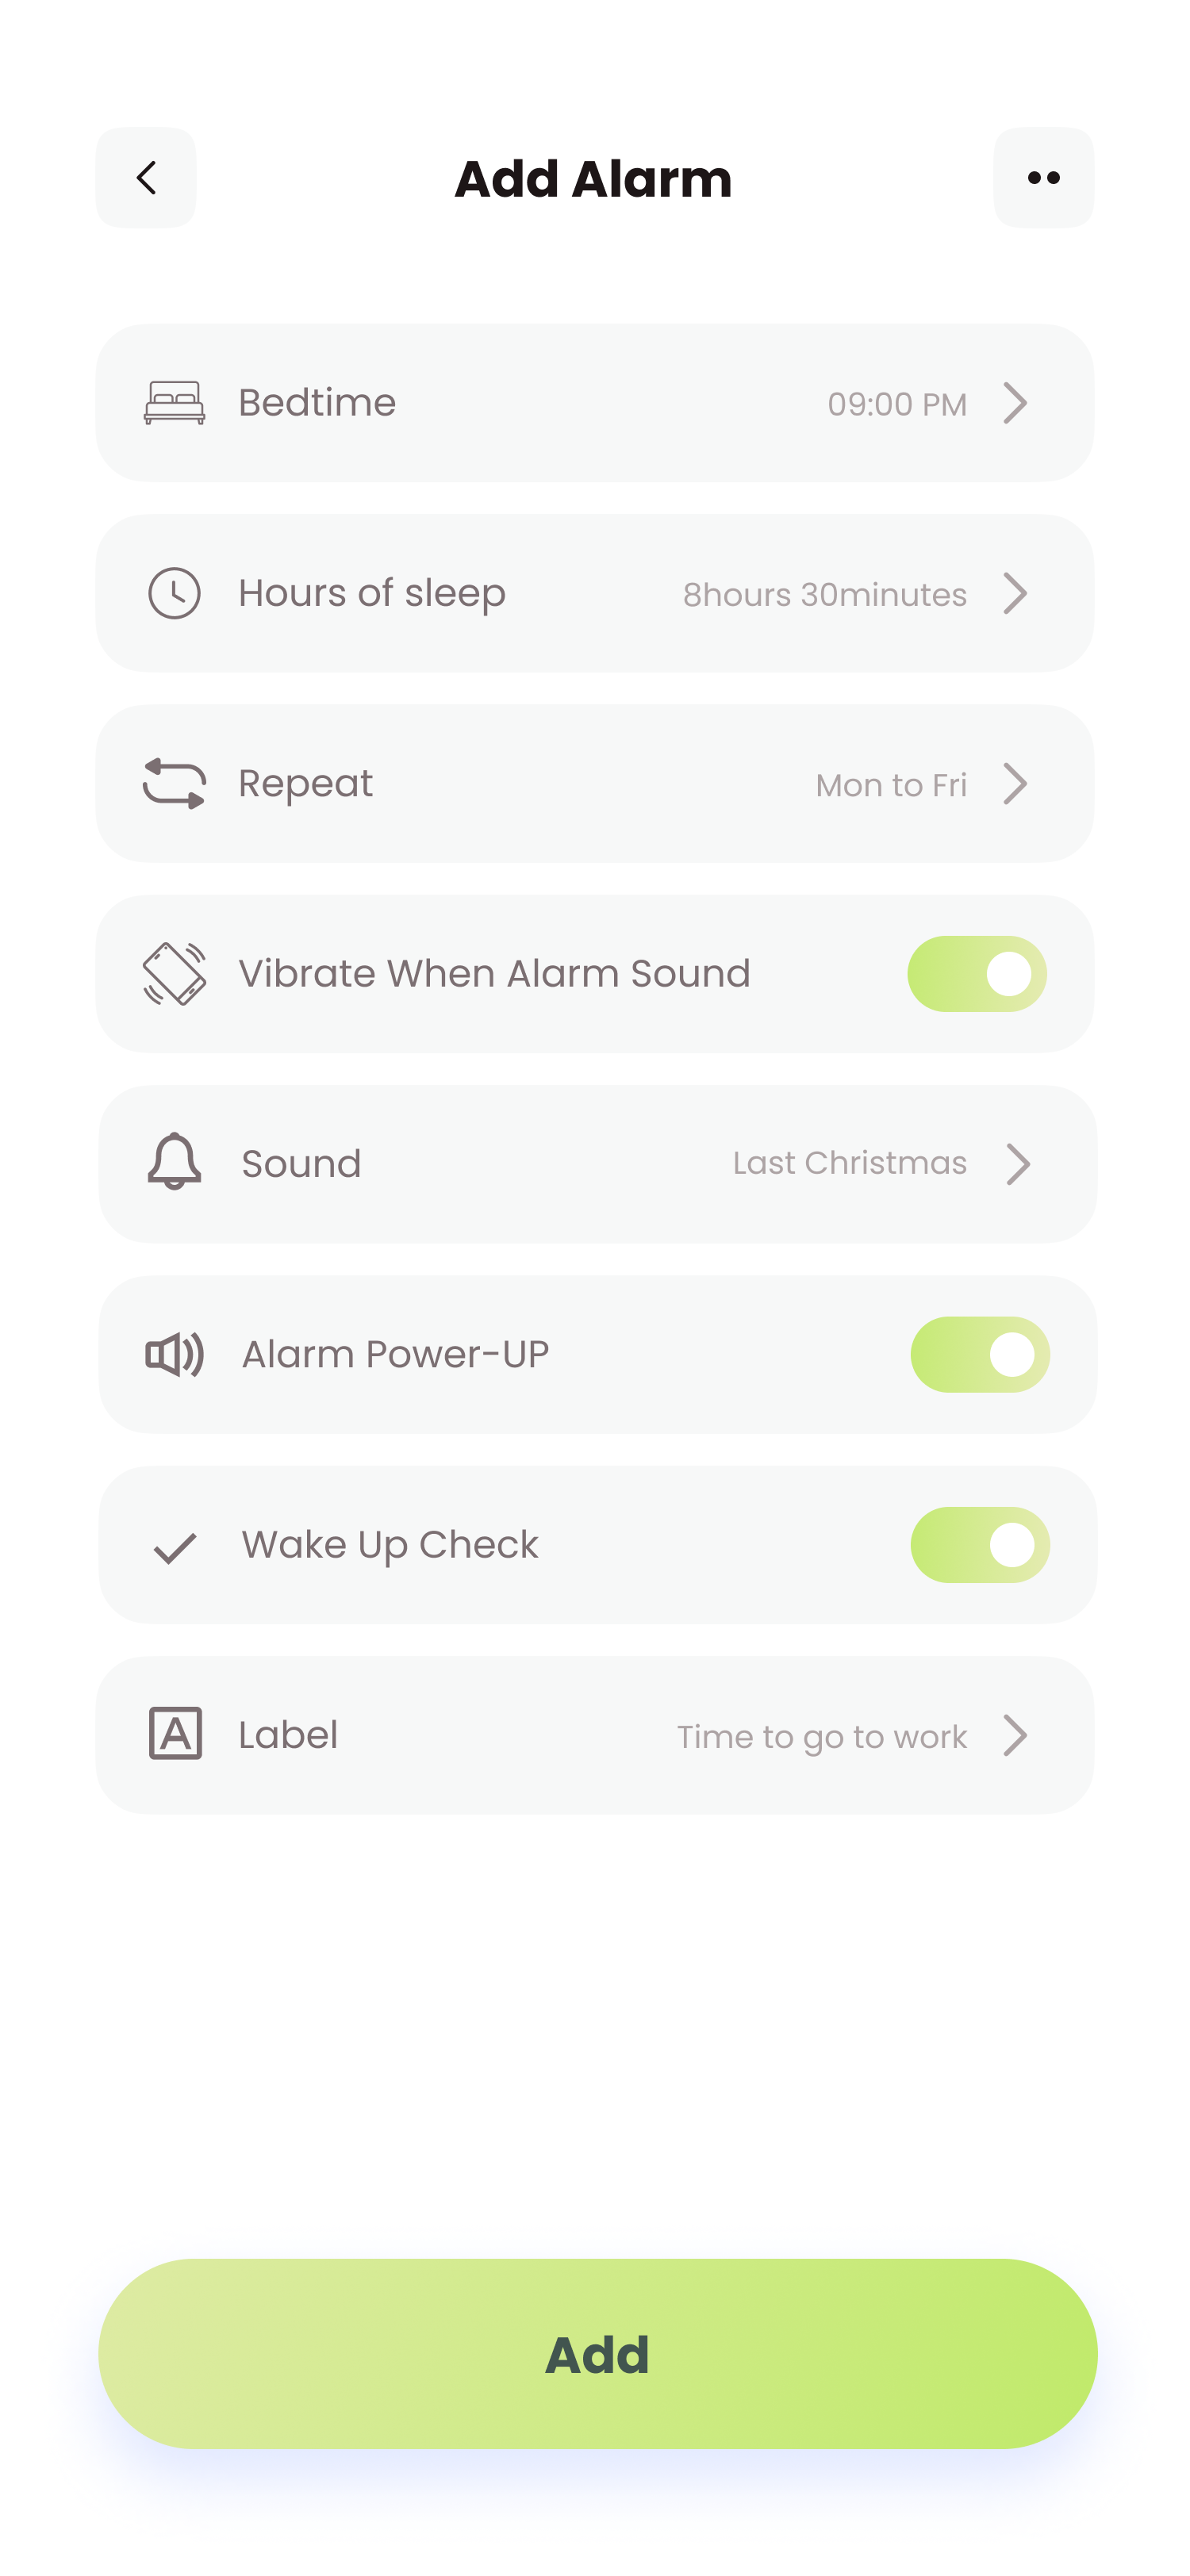 Add Alarm
Bedtime 09:00 PM
Hours of sleep 8hours 30minutes
Repeat Mon to Fri
Vibrate When Alarm Sound
Sound Last Christmas
Alarm Power-UP
Wake Up Check
A Label Time to go to work
Add